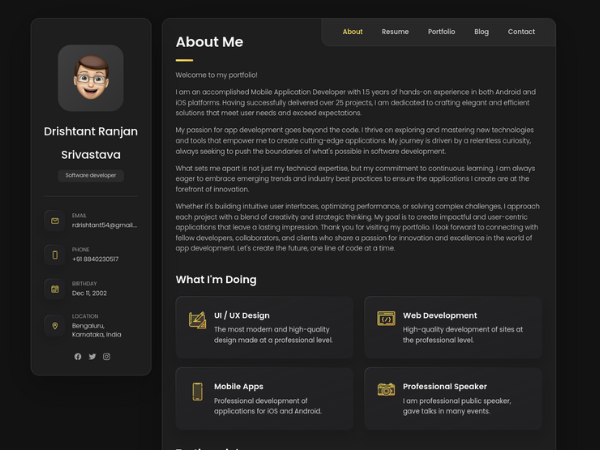 Drishtant Ranjan
Srivastava
Software developer
EMAIL
rdrishtan154@gmail...
PHONE
+91 8840230517
BIRTHDAY
Dec 11, 2002
LOCATION
Bengaluru,
Karnataka, India
About Resume Portfolio Blog Contact
About Me
Welcome to my portfolio!
I am an accomplished Mobile Application Developer with 1.5 years of hands-on experience in both Android and
iOS platforms. Having successfully delivered over 25 projects, I am dedicated to crafting elegant and efficient
solutions that meet user needs and exceed expectations.
My passion for app development goes beyond the code. I thrive on exploring and mastering new technologies
and tools that empower me to create cutting-edge applications. My journey is driven by a relentless curiosity,
always seeking to push the boundaries of what's possible in software development.
What sets me apart is not just my technical expertise, but my commitment to continuous learning. I am always
eager to embrace emerging trends and industry best practices to ensure the applications I create are at the
forefront of innovation.
Whether it's building intuitive user interfaces, optimizing performance, or solving complex challenges, I approach
each project with a blend of creativity and strategic thinking. My goal is to create impactful and user-centric
applications that leave a lasting impression. Thank you for visiting my portfolio. I look forward to connecting with
fellow developers, collaborators, and clients who share a passion for innovation and excellence in the world of
app development. Let's create the future, one line of code at a time.
What I'm Doing
UI / UX Design
The most modern and high-quality
design made at a professional level.
Web Development
High-quality development of sites at
the professional level.
Mobile Apps
Professional development of
applications for iOS and Android.
Professional Speaker
I am professional public speaker,
gave talks in many events.